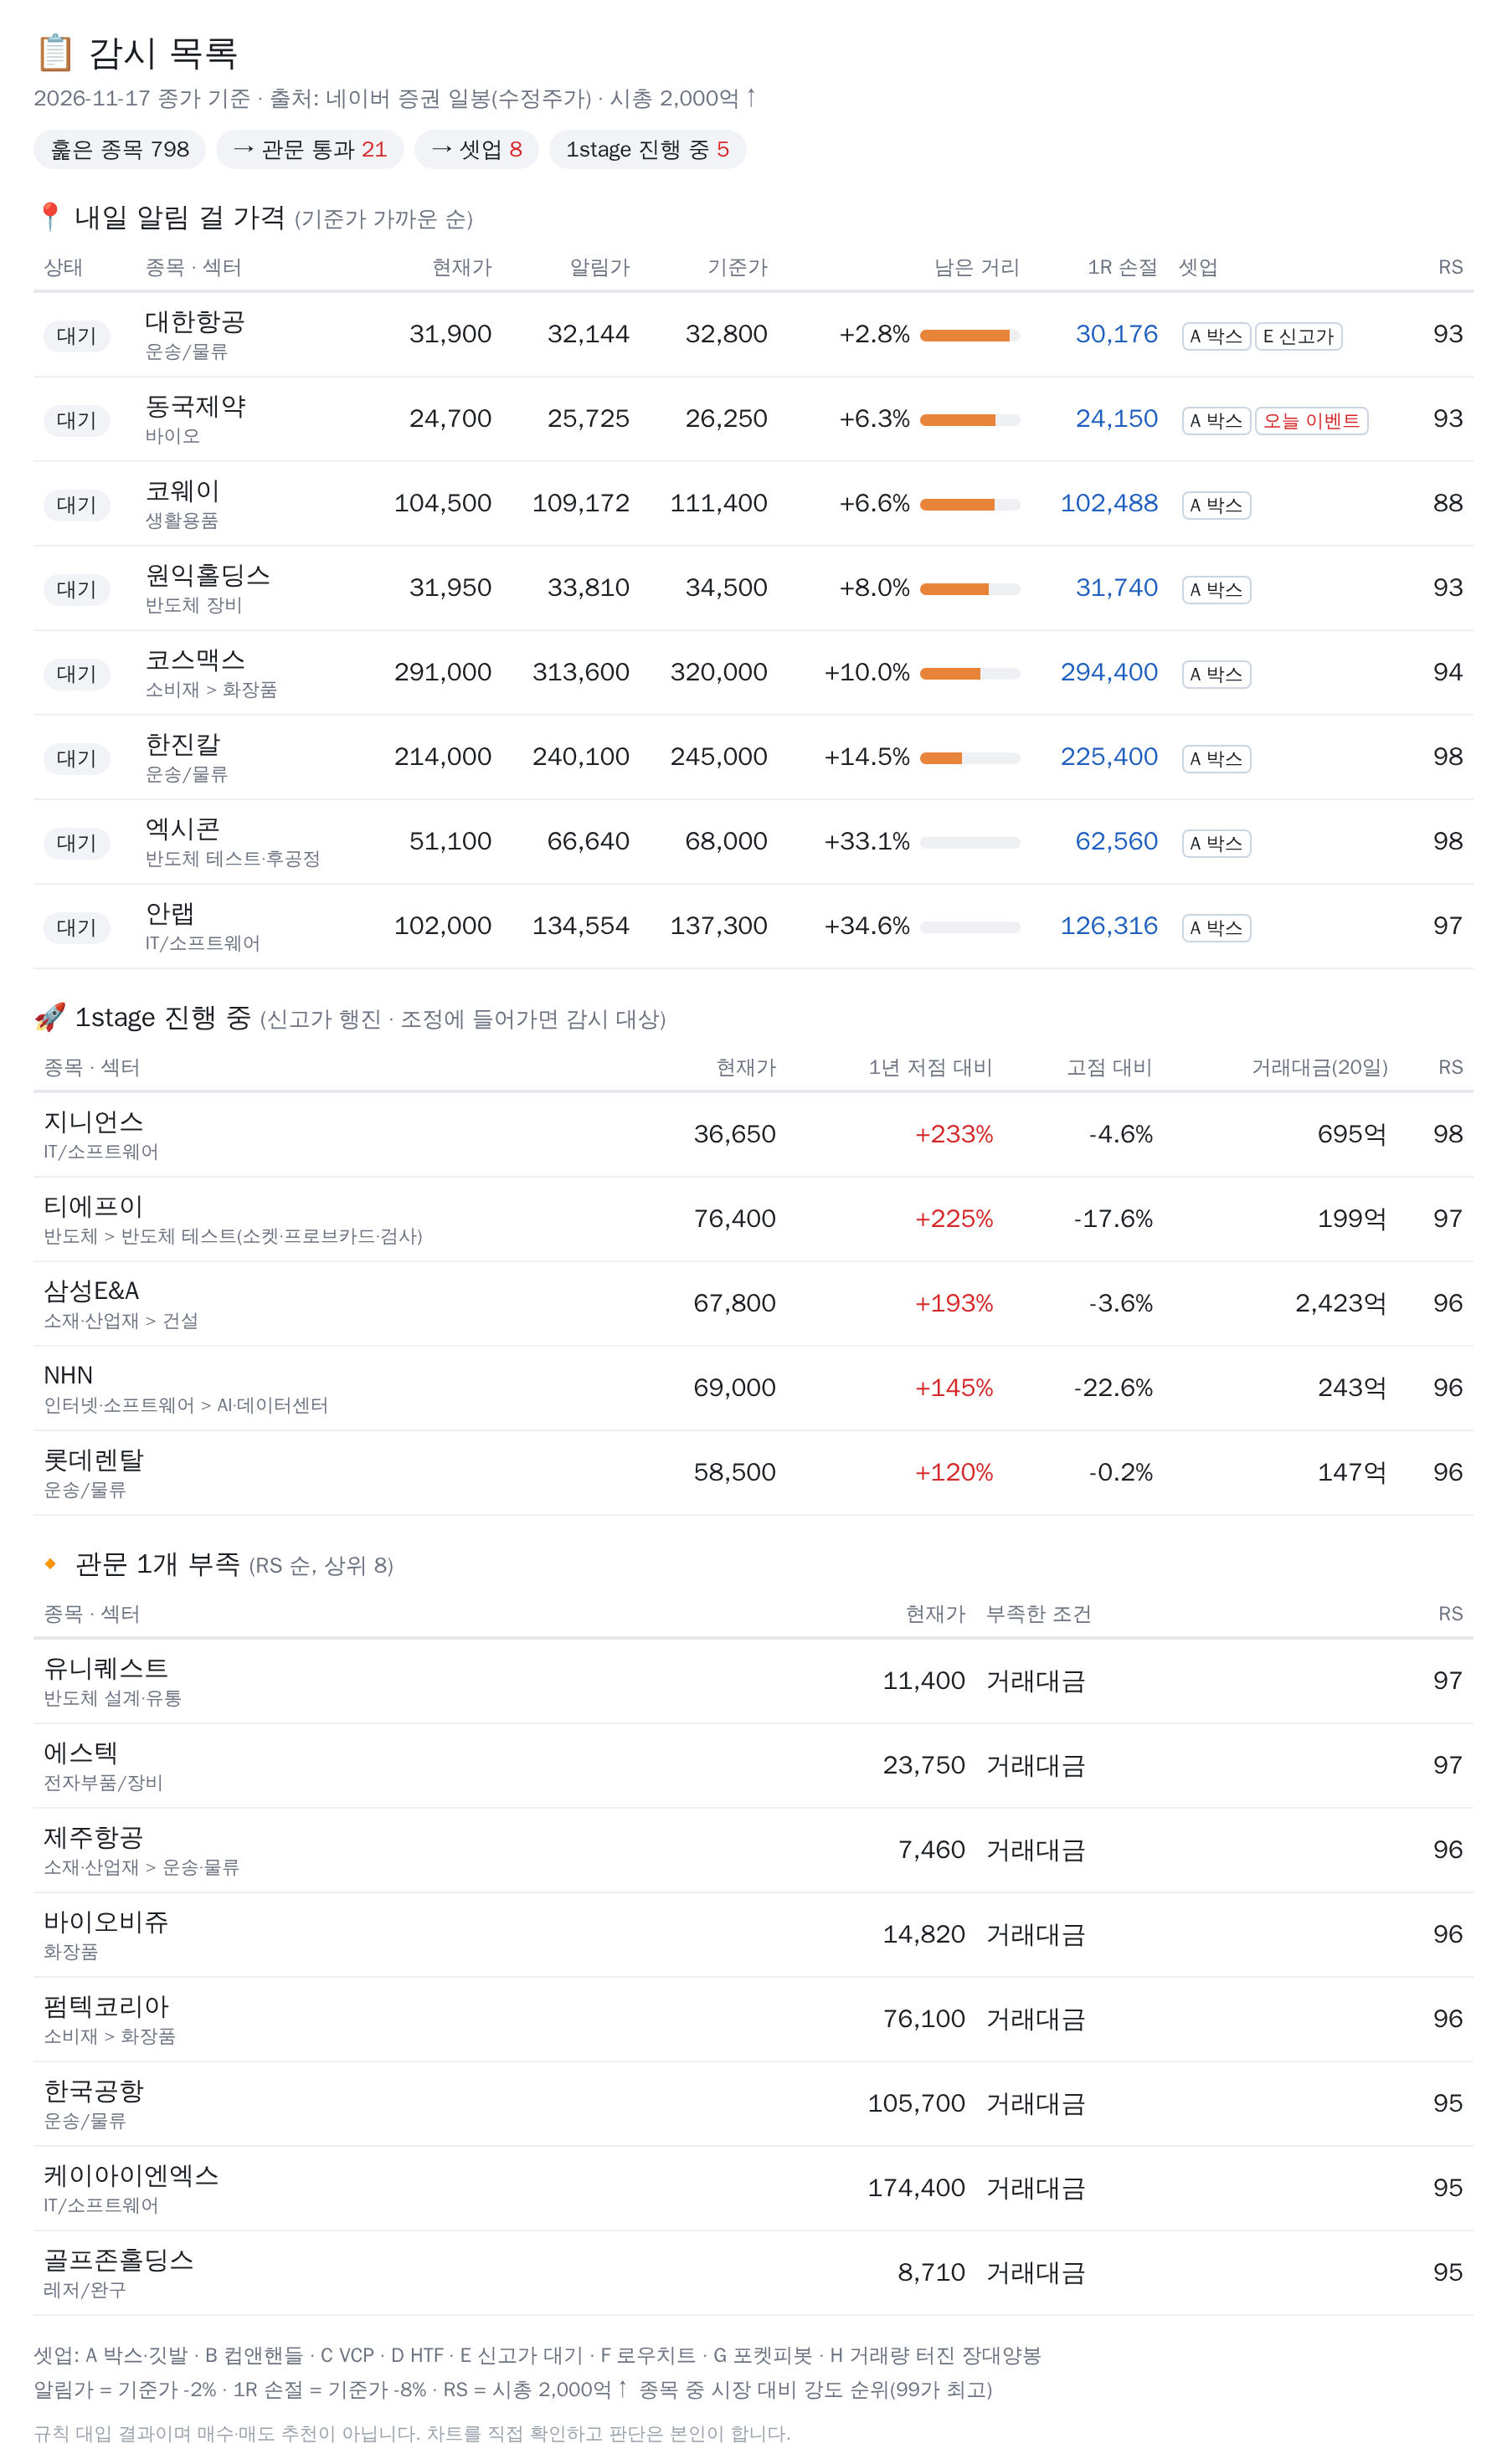 📋 감시 목록
2026-11-17 종가 기준 · 출처: 네이버 증권 일봉(수정주가) · 시총 2,000억↑
훑은 종목 798 → 관문 통과 21 → 셋업 8 1stage 진행 중 5
📍 내일 알림 걸 가격 (기준가 가까운 순)
상태 종목 · 섹터 현재가 알림가 기준가 남은 거리 1R 손절 셋업 RS
대기 대한항공 31,900 32,144 32,800 +2.8% 30,176 A 박스 E 신고가 93
운송/물류
대기 동국제약 24,700 25,725 26,250 +6.3% 24,150 A 박스 오늘 이벤트 93
바이오
대기 코웨이 104,500 109,172 111,400 +6.6% 102,488 A 박스 88
생활용품
대기 원익홀딩스 31,950 33,810 34,500 +8.0% 31,740 A 박스 93
반도체 장비
대기 코스맥스 291,000 313,600 320,000 +10.0% 294,400 A 박스 94
소비재 > 화장품
대기 한진칼 214,000 240,100 245,000 +14.5% 225,400 A 박스 98
운송/물류
대기 엑시콘 51,100 66,640 68,000 +33.1% 62,560 A 박스 98
반도체 테스트·후공정
대기 안랩 102,000 134,554 137,300 +34.6% 126,316 A 박스 97
IT/소프트웨어
🚀 1stage 진행 중 (신고가 행진 · 조정에 들어가면 감시 대상)
종목 · 섹터 현재가 1년 저점 대비 고점 대비 거래대금(20일) RS
지니언스 36,650 +233% -4.6% 695억 98
IT/소프트웨어
티에프이 76,400 +225% -17.6% 199억 97
반도체 > 반도체 테스트(소켓·프로브카드·검사)
삼성E&A 67,800 +193% -3.6% 2,423억 96
소재·산업재 > 건설
NHN 69,000 +145% -22.6% 243억 96
인터넷·소프트웨어 > AI·데이터센터
롯데렌탈 58,500 +120% -0.2% 147억 96
운송/물류
🔸 관문 1개 부족 (RS 순, 상위 8)
종목 · 섹터 현재가 부족한 조건 RS
유니퀘스트 11,400 거래대금 97
반도체 설계·유통
에스텍 23,750 거래대금 97
전자부품/장비
제주항공 7,460 거래대금 96
소재·산업재 > 운송·물류
바이오비쥬 14,820 거래대금 96
화장품
펌텍코리아 76,100 거래대금 96
소비재 > 화장품
한국공항 105,700 거래대금 95
운송/물류
케이아이엔엑스 174,400 거래대금 95
IT/소프트웨어
골프존홀딩스 8,710 거래대금 95
레저/완구
셋업: A 박스·깃발 · B 컵앤핸들 · C VCP · D HTF · E 신고가 대기 · F 로우치트 · G 포켓피봇 · H 거래량 터진 장대양봉
알림가 = 기준가 -2% · 1R 손절 = 기준가 -8% · RS = 시총 2,000억↑ 종목 중 시장 대비 강도 순위(99가 최고)
규칙 대입 결과이며 매수·매도 추천이 아닙니다. 차트를 직접 확인하고 판단은 본인이 합니다.